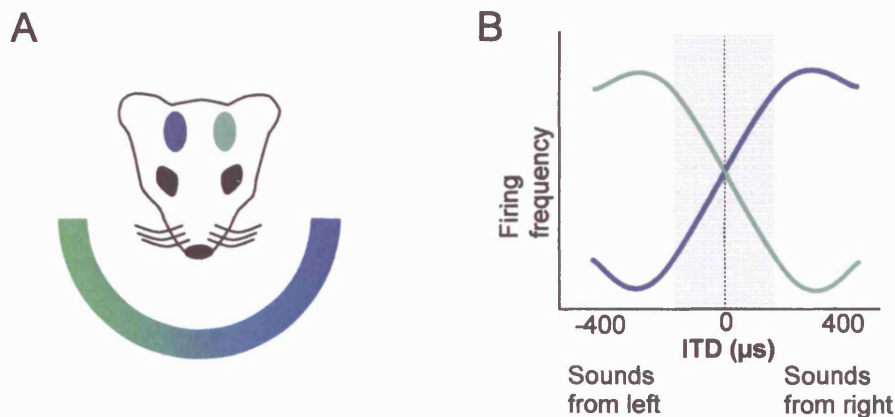 A
B
Firing
frequency
-400
0
400
ITD (µs)
Sounds
from left
Sounds
from right